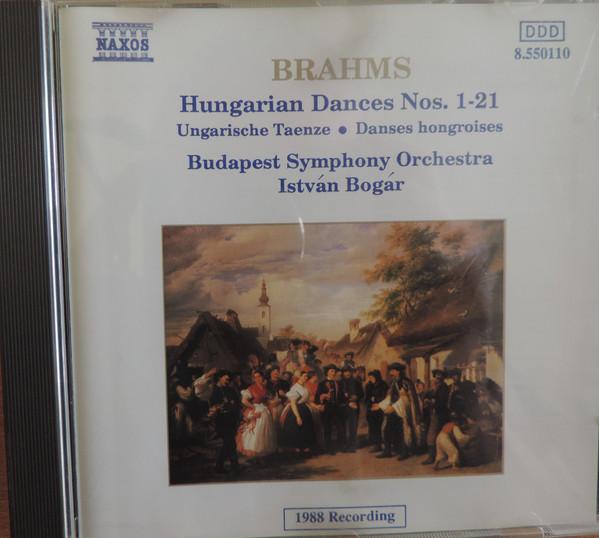 NAXOS
DDD
8.550110
BRAHMS
Hungarian Dances Nos. 1-21
Ungarische Taenze • Danses hongroises
Budapest Symphony Orchestra
István Bogár
1988 Recording